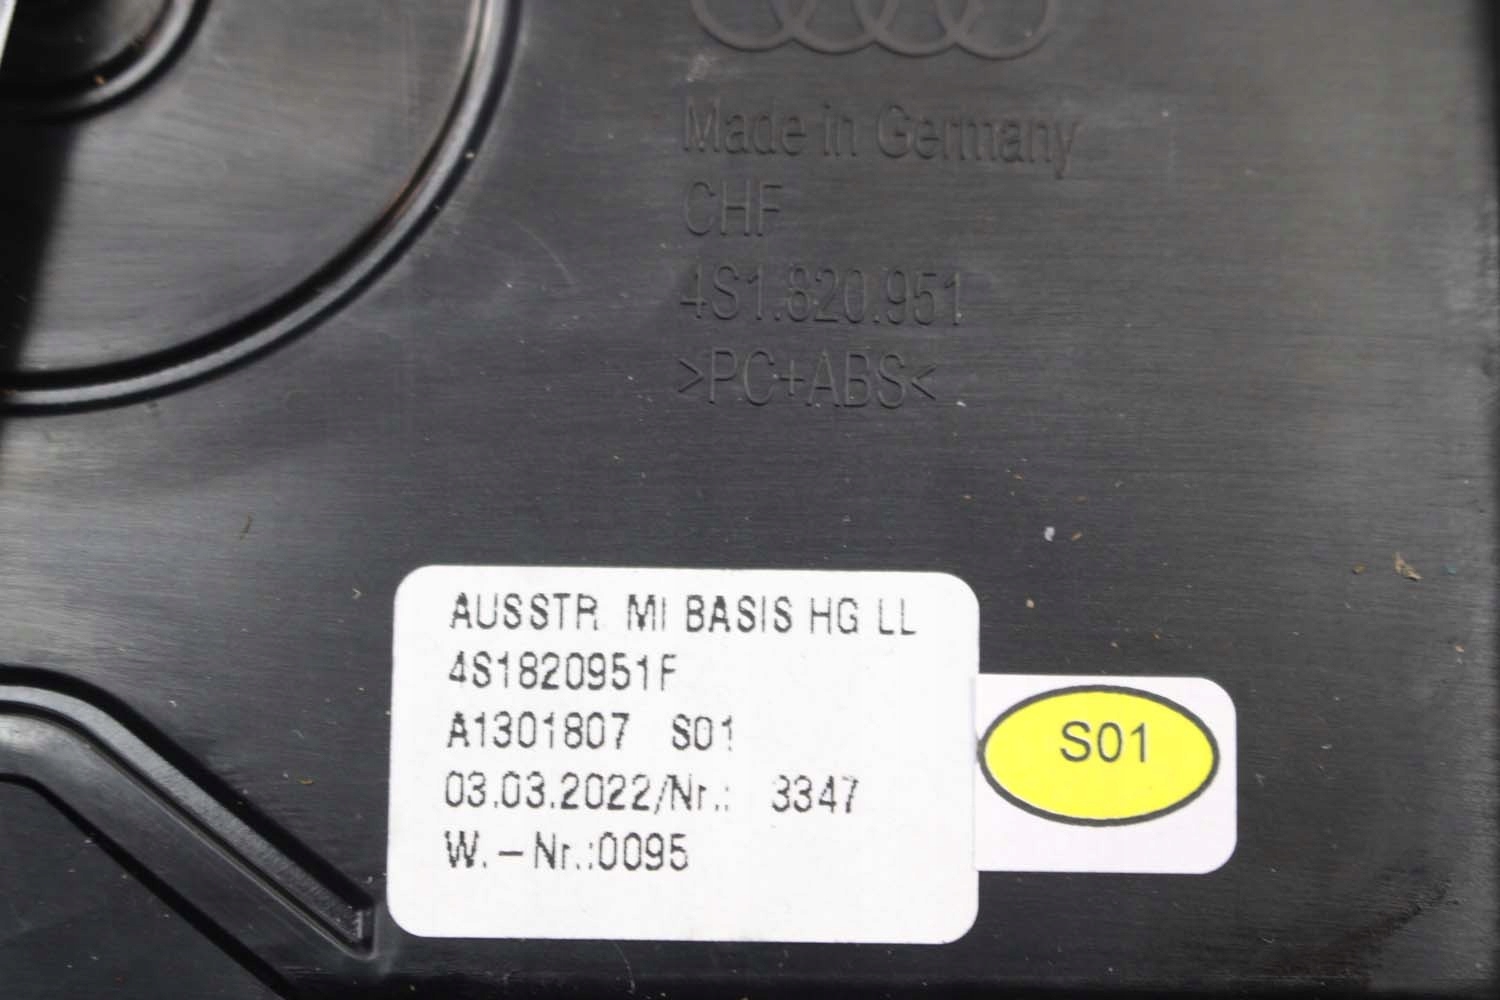 Made in Germany
CHF
4S1.820.951
>PC+ABS<
AUSSTR MI BASIS HG LL
4S1820951F
A1301807 S01
03.03.2022/Nr.: 3347
W.-Nr.:0095
S01